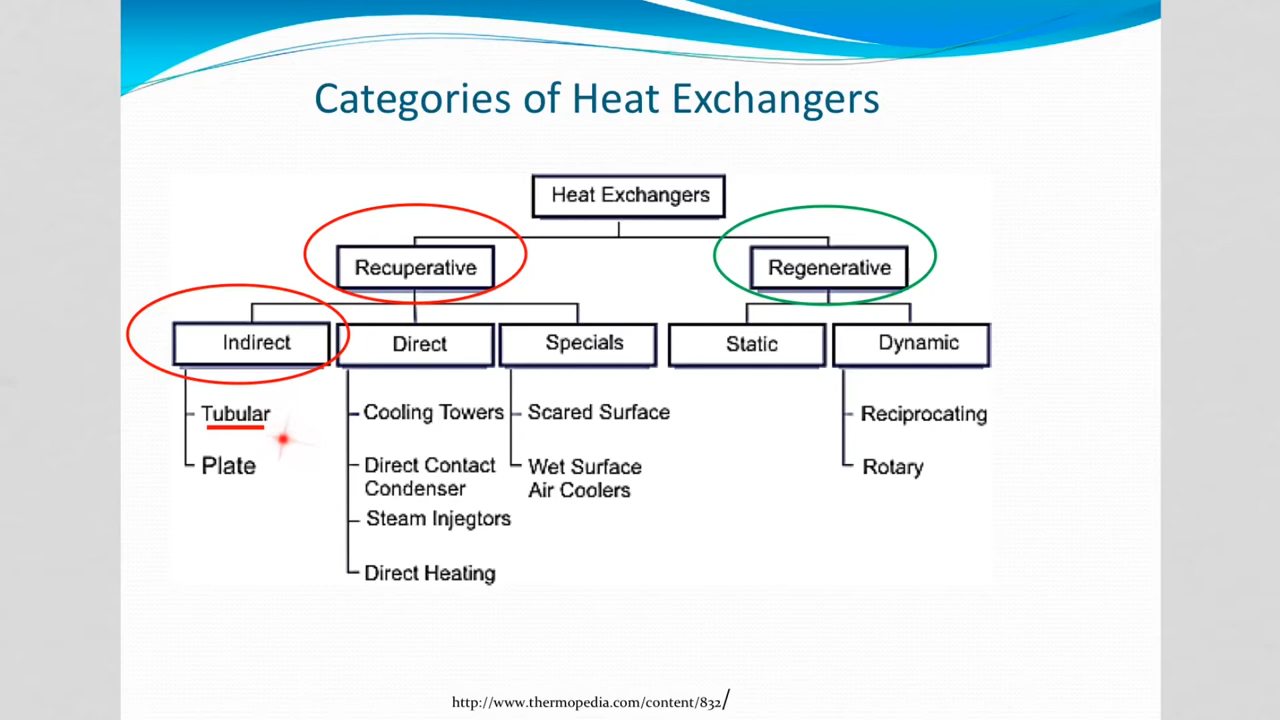 Categories of Heat Exchangers
Heat Exchangers
Recuperative
Regenerative
Indirect
Direct
Specials
Static
Dynamic
Tubular
Plate
Cooling Towers
Direct Contact
Condenser
Steam Injegtors
Direct Heating
Scared Surface
Wet Surface
Air Coolers
Reciprocating
Rotary
http://www.thermopedia.com/content/832/